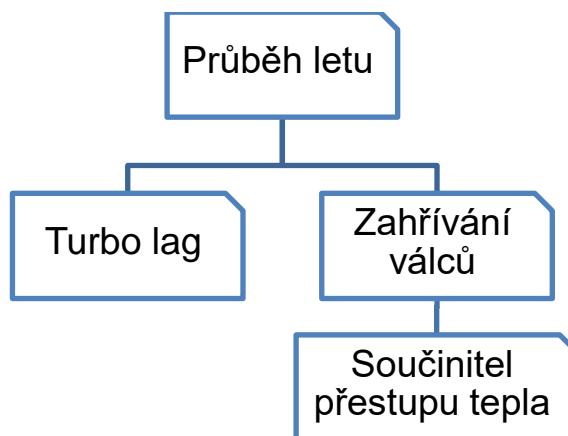 Průběh letu
Turbo lag
Zahřívání
válců
Součinitel
přestupu tepla